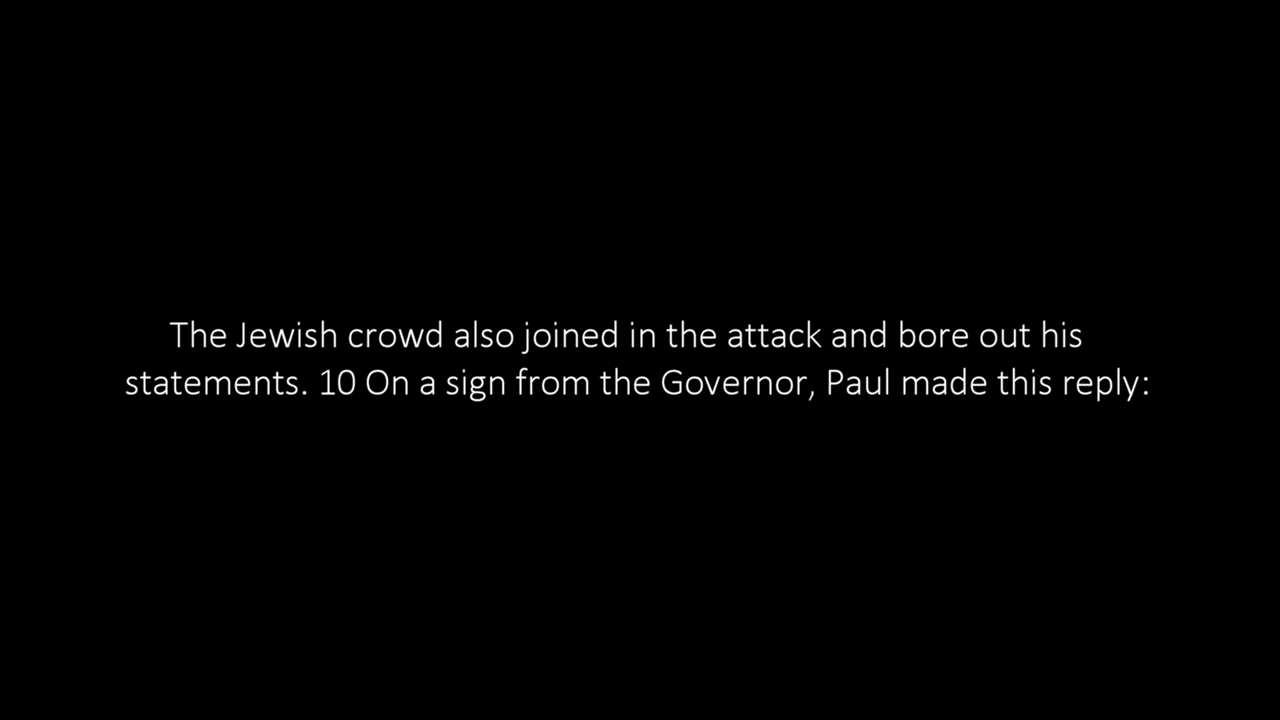 The Jewish crowd also joined in the attack and bore out his
statements. 10 On a sign from the Governor, Paul made this reply: